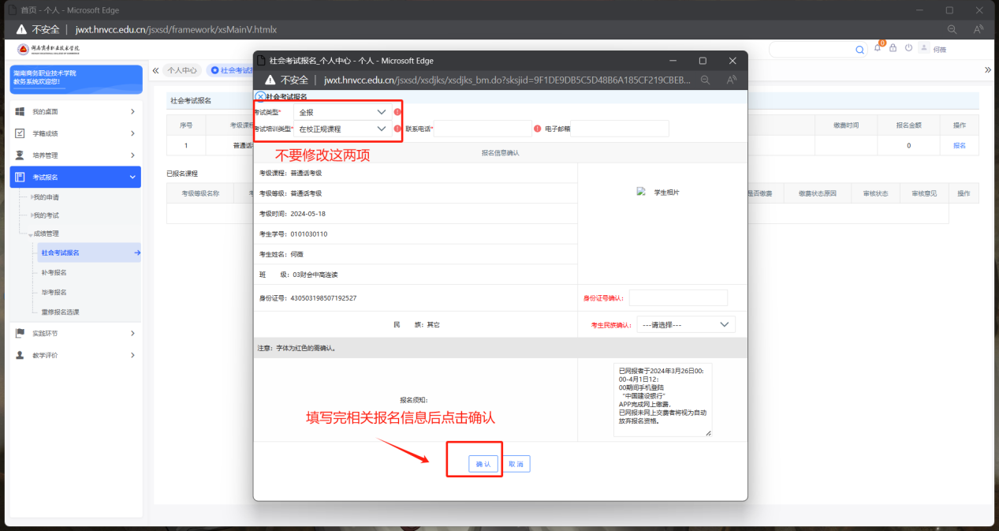 首页 - 个人 - Microsoft Edge
不安全 | jwxt.hnvcc.edu.cn/jsxsd/framework/xsMainV.htmlx
湖南商务职业技术学院
0
何薇
湖南商务职业技术学院
教务系统欢迎您!
我的桌面
学籍成绩
培养管理
考试报名
我的申请
我的考试
成绩管理
社会考试报名
补考报名
毕考报名
重修报名选课
实践环节
教学评价
个人中心
社会考试报
社会考试报名
序号
考级课程
缴费时间
报名金额
操作
1
普通话
0
报名
已报名课程
考级等级名称
是否缴费
缴费状态原因
审核状态
审核意见
操作
社会考试报名_个人中心 - 个人 - Microsoft Edge
不安全 | jwxt.hnvcc.edu.cn/jsxsd/xsdjks/xsdjks_bm.do?sksjid=9F1DE9DB5C5D48B6A185CF219CBEB...
社会考试报名
考试类型* 全报
考试培训类型* 在校正规课程 联系电话* 电子邮箱
不要修改这两项
报名信息确认
考级课程：普通话考级
考级等级：普通话考级
学生相片
考级时间：2024-05-18
考生学号：0101030110
考生姓名：何薇
班 级：03财会中高连读
身份证号：430503198507192527 身份证号确认：
民 族：其它 考生民族确认： ---请选择---
注意：字体为红色的需确认。
报名须知：
已网报者于2024年3月26日00:
00-4月1日12:
00期间手机登陆
“中国建设银行”
APP完成网上缴费,
已网报未网上交费者将视为自动
放弃报名资格。
填写完相关报名信息后点击确认
确 认 取 消